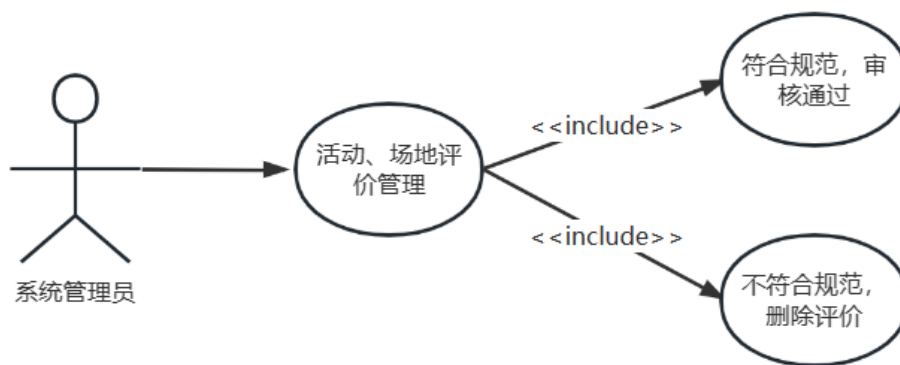 符合规范，审
核通过
<<include>>
活动、场地评
价管理
<<include>>
不符合规范，
删除评价
系统管理员